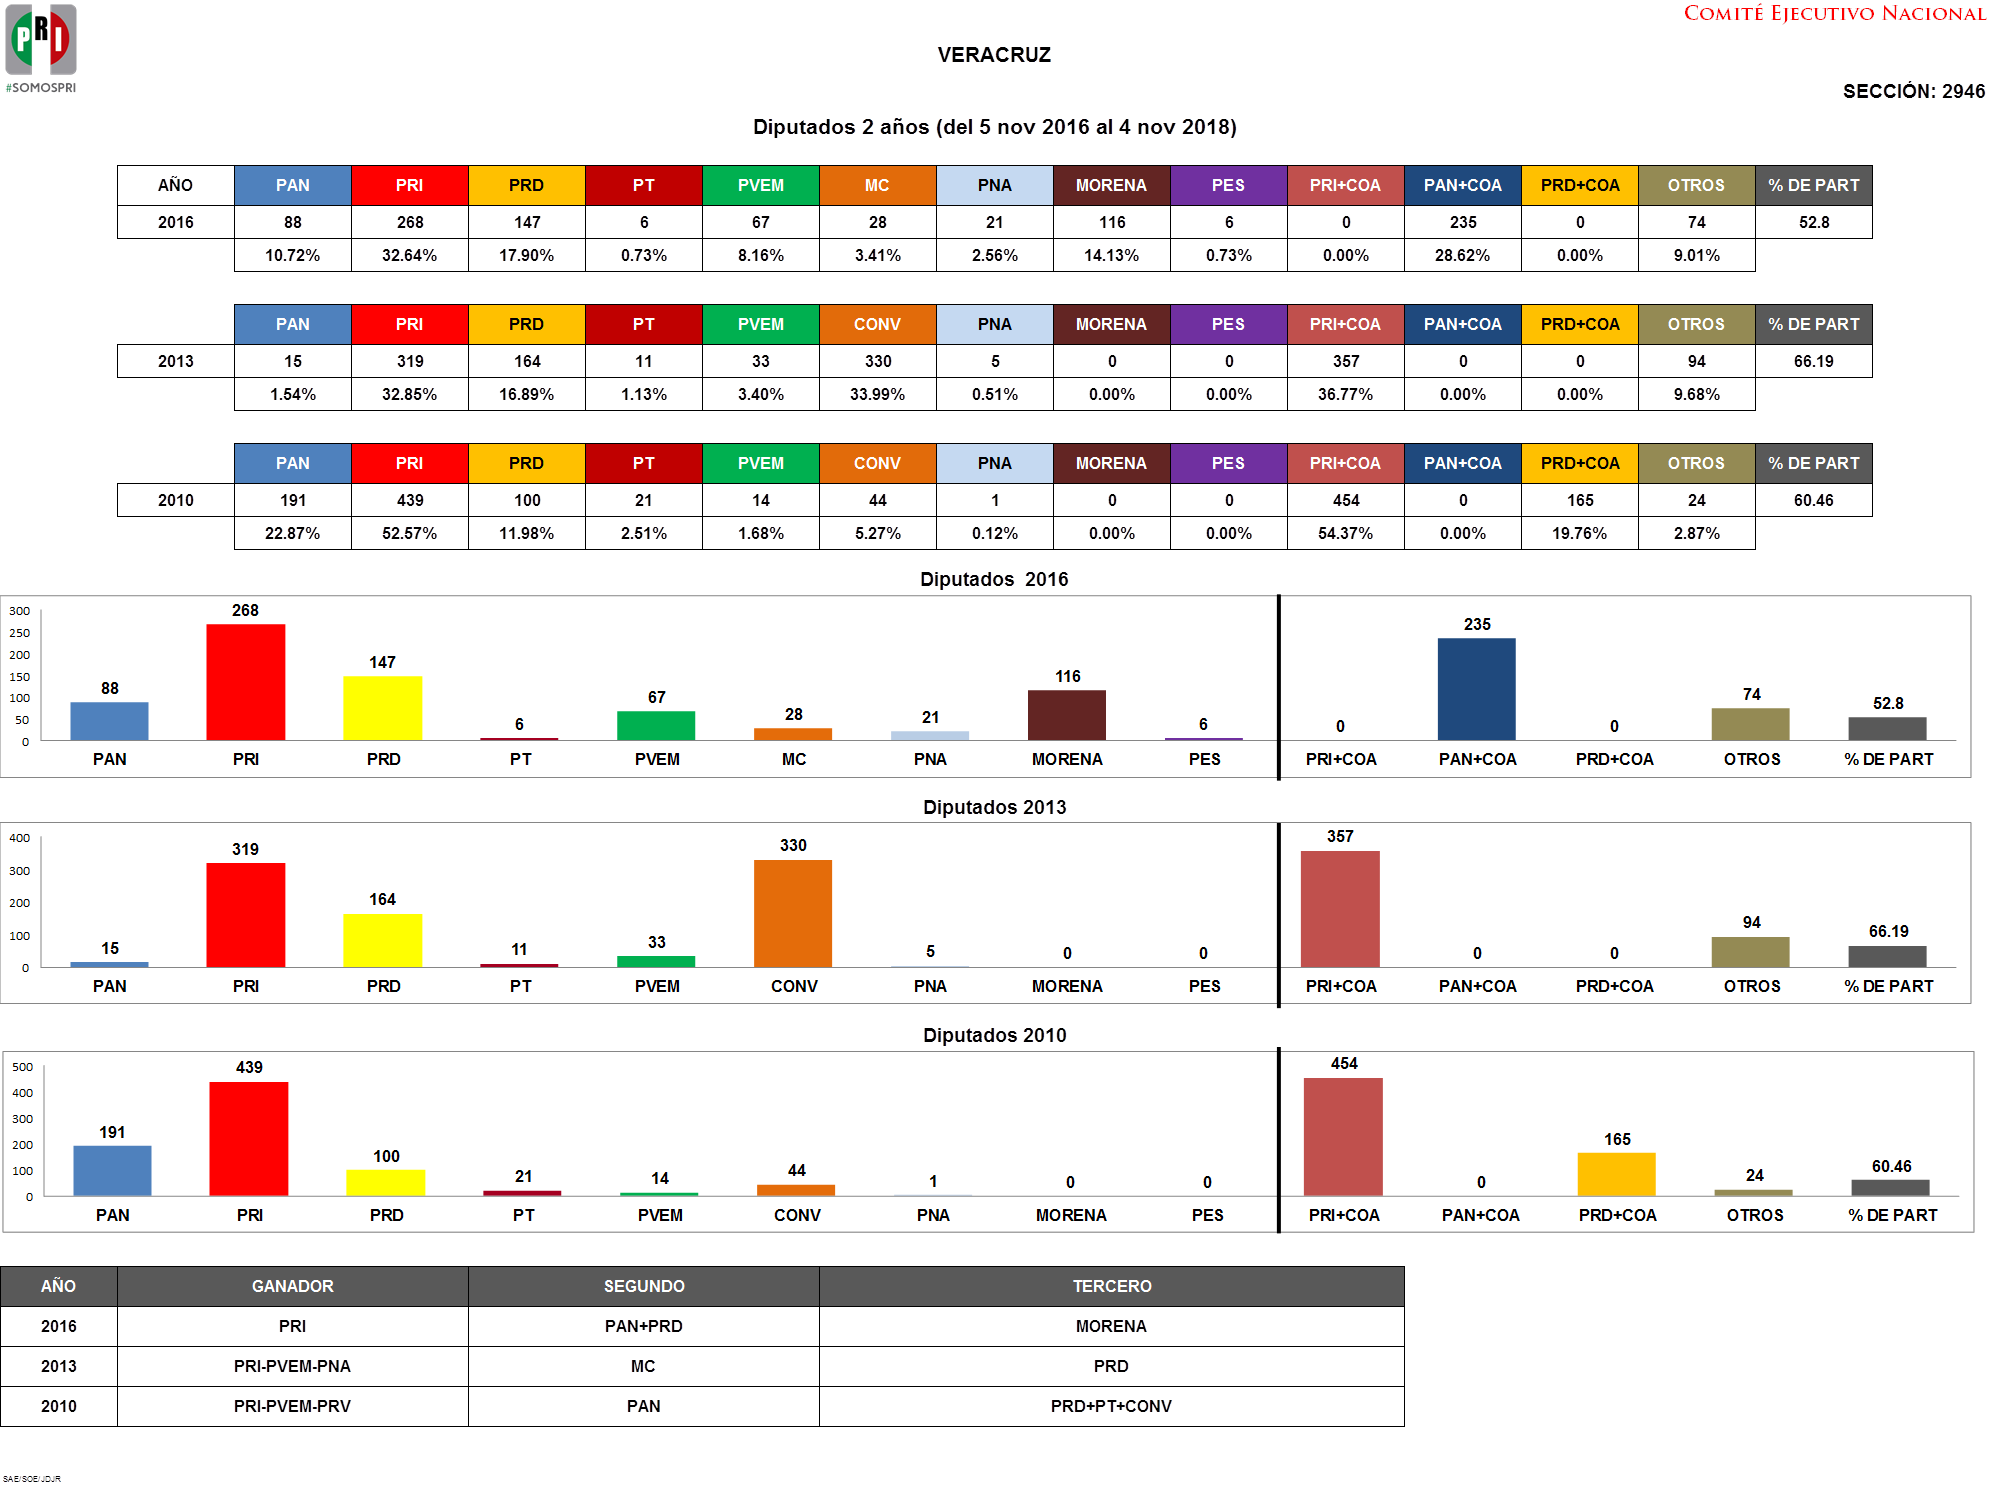 PRI
#SOMOSPRI
COMITÉ EJECUTIVO NACIONAL
VERACRUZ
SECCIÓN: 2946
Diputados 2 años (del 5 nov 2016 al 4 nov 2018)
AÑO PAN PRI PRD PT PVEM MC PNA MORENA PES PRI+COA PAN+COA PRD+COA OTROS % DE PART
2016 88 268 147 6 67 28 21 116 6 0 235 0 74 52.8
10.72% 32.64% 17.90% 0.73% 8.16% 3.41% 2.56% 14.13% 0.73% 0.00% 28.62% 0.00% 9.01%
PAN PRI PRD PT PVEM CONV PNA MORENA PES PRI+COA PAN+COA PRD+COA OTROS % DE PART
2013 15 319 164 11 33 330 5 0 0 357 0 0 94 66.19
1.54% 32.85% 16.89% 1.13% 3.40% 33.99% 0.51% 0.00% 0.00% 36.77% 0.00% 0.00% 9.68%
PAN PRI PRD PT PVEM CONV PNA MORENA PES PRI+COA PAN+COA PRD+COA OTROS % DE PART
2010 191 439 100 21 14 44 1 0 0 454 0 165 24 60.46
22.87% 52.57% 11.98% 2.51% 1.68% 5.27% 0.12% 0.00% 0.00% 54.37% 0.00% 19.76% 2.87%
Diputados 2016
300
250
200
150
100
50
0
88 268 147 6 67 28 21 116 6 0 235 0 74 52.8
PAN PRI PRD PT PVEM MC PNA MORENA PES PRI+COA PAN+COA PRD+COA OTROS % DE PART
Diputados 2013
400
300
200
100
0
15 319 164 11 33 330 5 0 0 357 0 0 94 66.19
PAN PRI PRD PT PVEM CONV PNA MORENA PES PRI+COA PAN+COA PRD+COA OTROS % DE PART
Diputados 2010
500
400
300
200
100
0
191 439 100 21 14 44 1 0 0 454 0 165 24 60.46
PAN PRI PRD PT PVEM CONV PNA MORENA PES PRI+COA PAN+COA PRD+COA OTROS % DE PART
AÑO GANADOR SEGUNDO TERCERO
2016 PRI PAN+PRD MORENA
2013 PRI-PVEM-PNA MC PRD
2010 PRI-PVEM-PRV PAN PRD+PT+CONV
SAE/SOE/JDJR